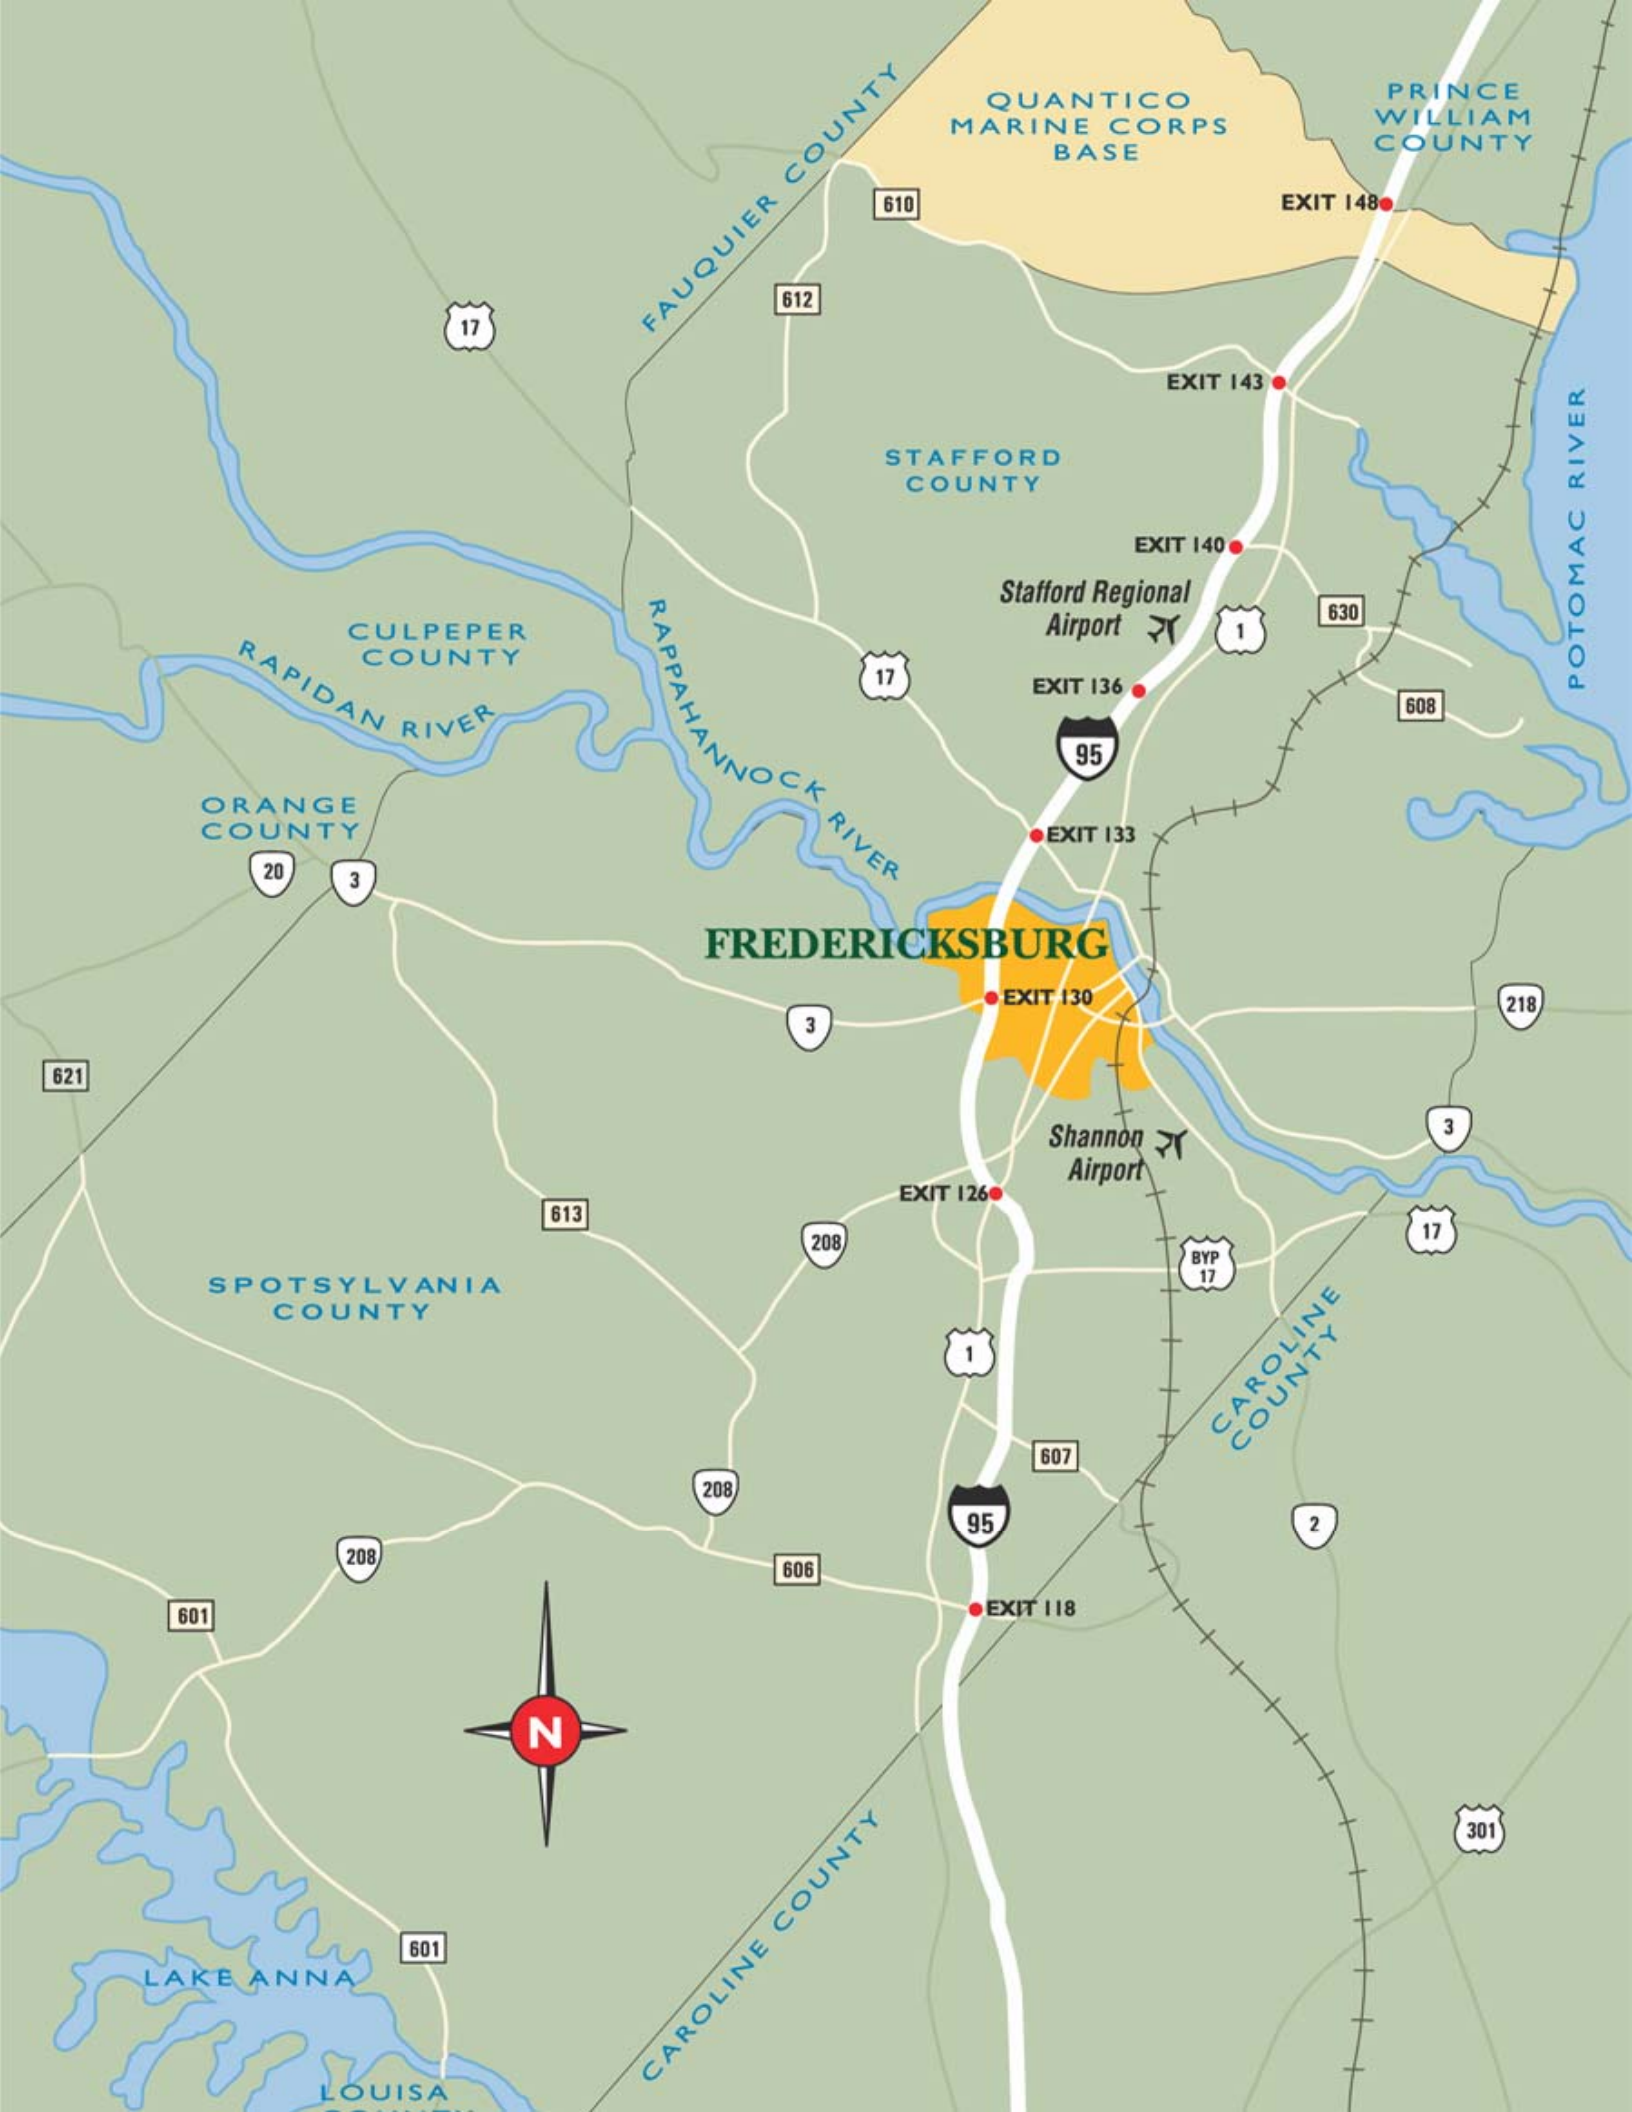 QUANTICO
MARINE CORPS
BASE
PRINCE
WILLIAM
COUNTY
FAUQUIER COUNTY
610
EXIT 148
612
17
EXIT 143
STAFFORD
COUNTY
POTOMAC RIVER
EXIT 140
Stafford Regional
Airport
630
1
CULPEPER
COUNTY
RAPIDAN RIVER
RAPPAHANNOCK RIVER
17
EXIT 136
608
95
ORANGE
COUNTY
EXIT 133
20
3
FREDERICKSBURG
EXIT 130
218
3
621
3
Shannon
Airport
EXIT 126
613
208
17
BYP
17
SPOTSYLVANIA
COUNTY
1
CAROLINE
COUNTY
607
208
95
2
208
606
601
EXIT 118
N
301
CAROLINE COUNTY
601
LAKE ANNA
LOUISA
COUNTY